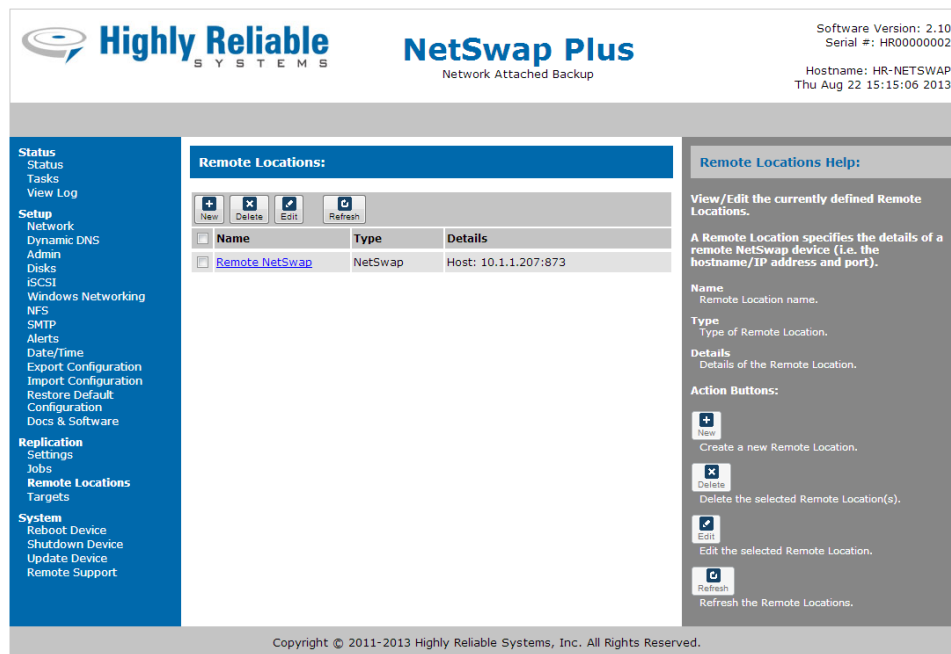 Highly Reliable
SYSTEMS
NetSwap Plus
Network Attached Backup
Software Version: 2.10
Serial #: HR00000002
Hostname: HR-NETSWAP
Thu Aug 22 15:15:06 2013
Status
Status
Tasks
View Log
Setup
Network
Dynamic DNS
Admin
Disks
iSCSI
Windows Networking
NFS
SMTP
Alerts
Date/Time
Export Configuration
Import Configuration
Restore Default
Configuration
Docs & Software
Replication
Settings
Jobs
Remote Locations
Targets
System
Reboot Device
Shutdown Device
Update Device
Remote Support
Remote Locations:
New Delete Edit Refresh
Name Type Details
Remote NetSwap NetSwap Host: 10.1.1.207:873
Remote Locations Help:
View/Edit the currently defined Remote
Locations.
A Remote Location specifies the details of a
remote NetSwap device (i.e. the
hostname/IP address and port).
Name
Remote Location name.
Type
Type of Remote Location.
Details
Details of the Remote Location.
Action Buttons:
New
Create a new Remote Location.
Delete
Delete the selected Remote Location(s).
Edit
Edit the selected Remote Location.
Refresh
Refresh the Remote Locations.
Copyright © 2011-2013 Highly Reliable Systems, Inc. All Rights Reserved.